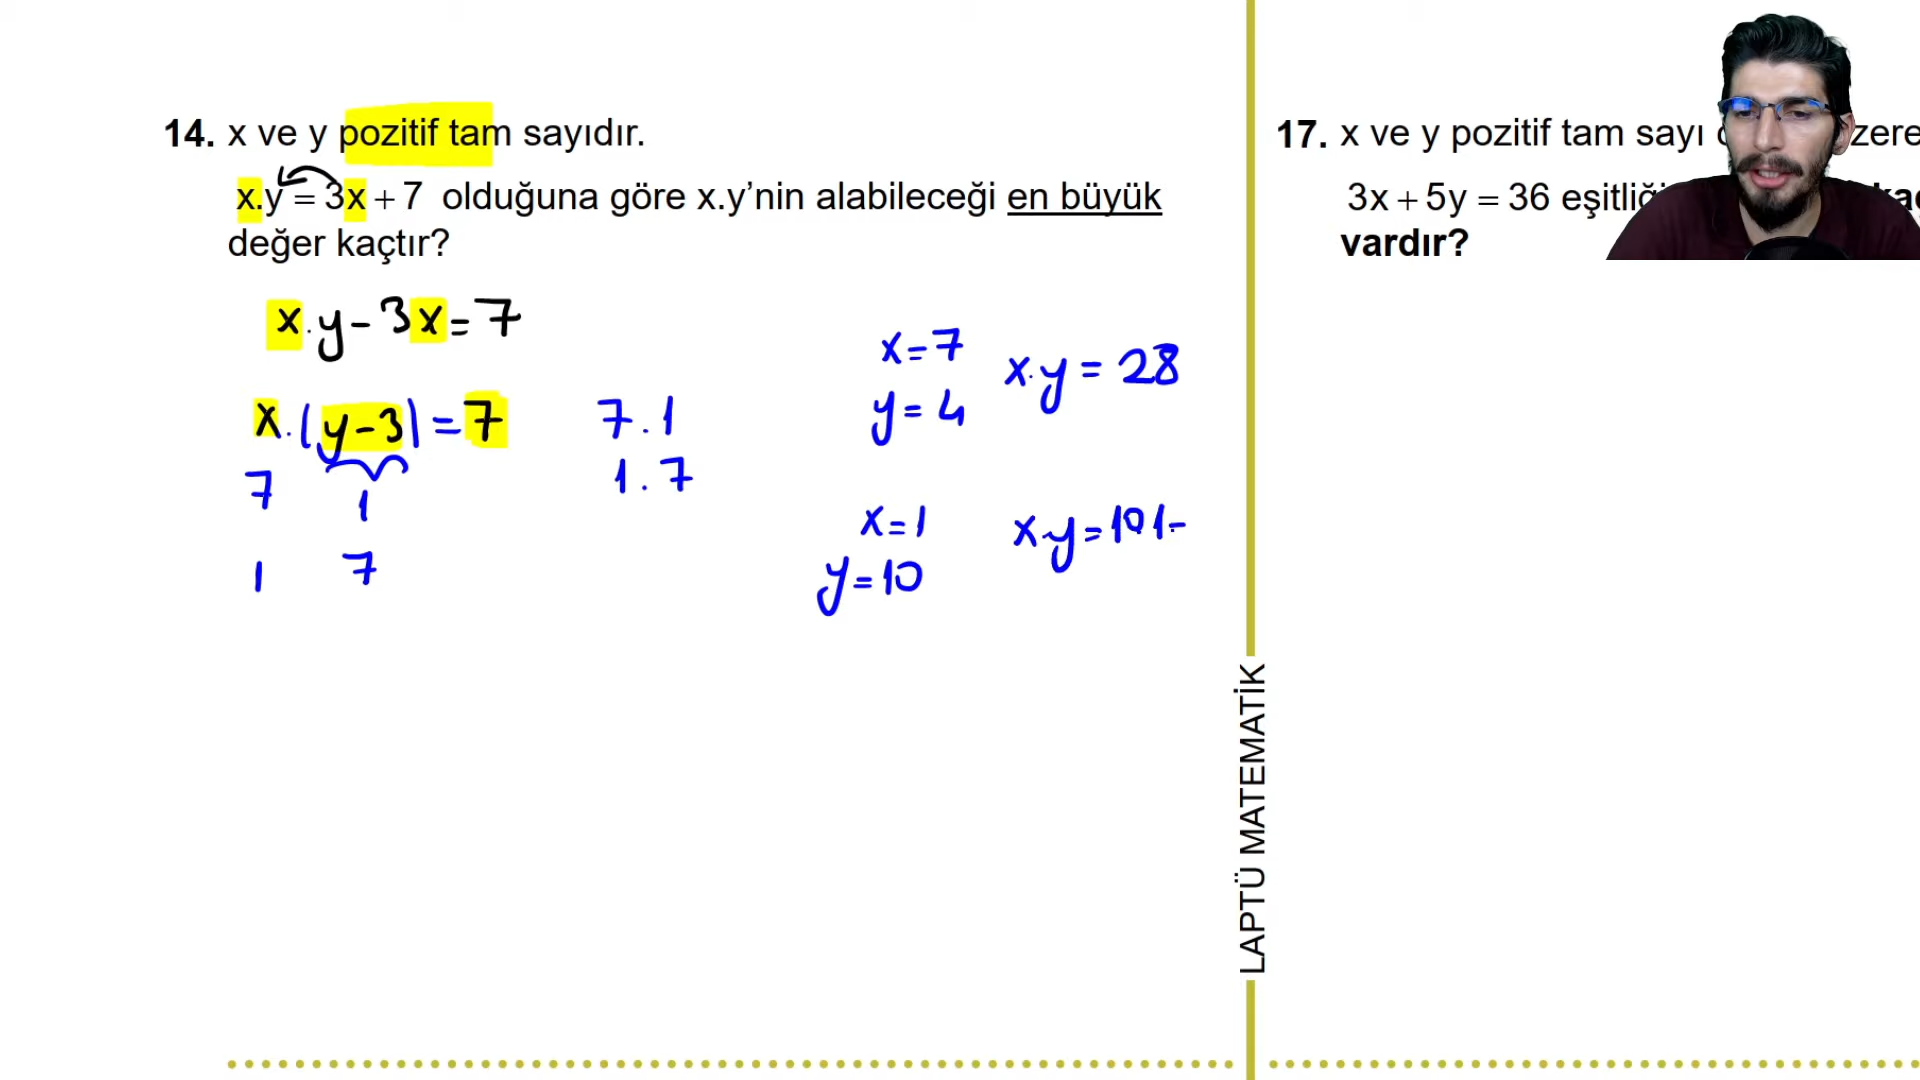 14. x ve y pozitif tam sayıdır.
x.y = 3x + 7 olduğuna göre x.y’nin alabileceği en büyük
değer kaçtır?
x.y - 3x = 7
x.(y-3) = 7
7 1
1 7
7.1
1.7
x=7
y=4
x.y = 28
x=1
y=10
x.y=10
17. x ve y pozitif tam sayı
3x + 5y = 36
vardır?
LAPTÜ MATEMATİK